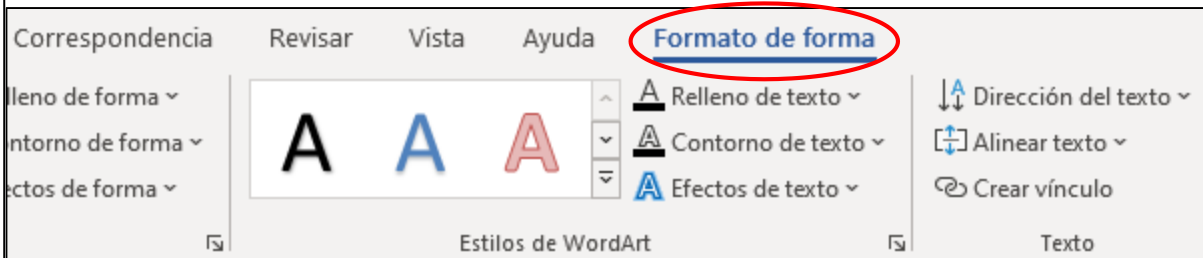 Correspondencia Revisar Vista Ayuda Formato de forma
lleno de forma Relleno de texto Dirección del texto
ntorno de forma A A A Contorno de texto Alinear texto
ectos de forma Efectos de texto Crear vínculo
Estilos de WordArt Texto